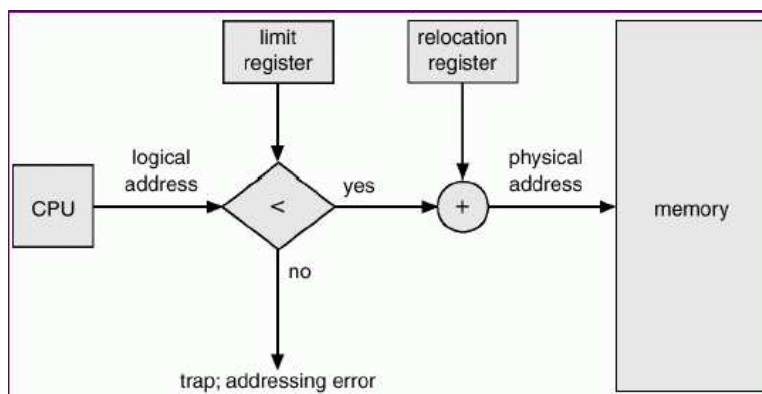 limit
register
relocation
register
logical
address
yes
physical
address
CPU
<
+
memory
no
trap; addressing error